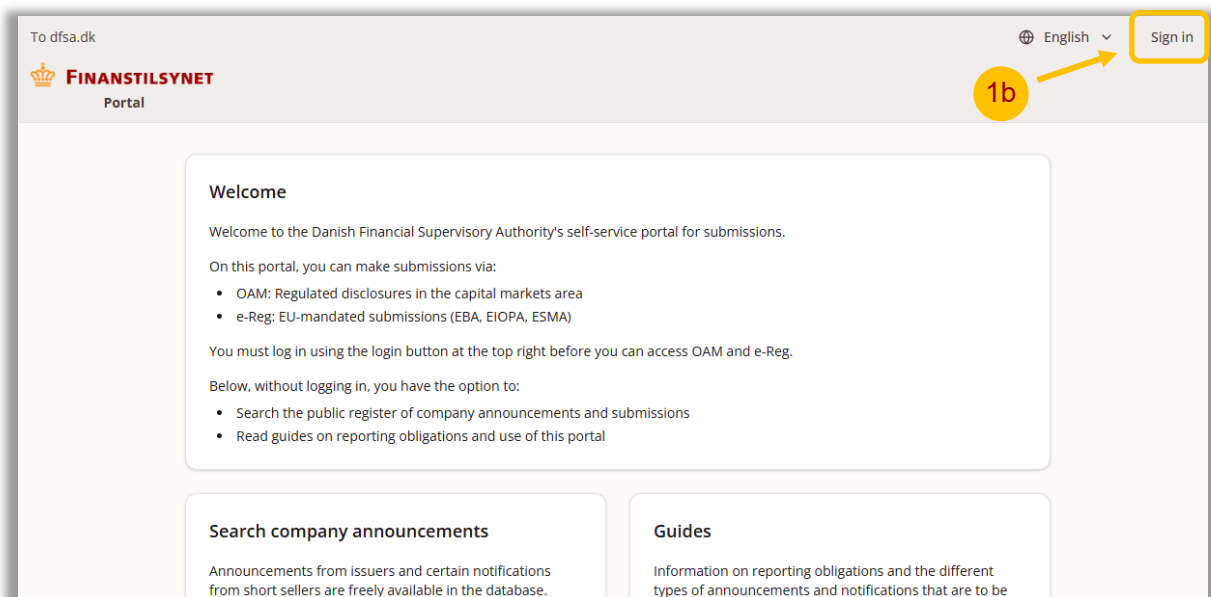 To dfsa.dk
English
Sign in
FINANSTILSYNET
Portal
1b
Welcome
Welcome to the Danish Financial Supervisory Authority's self-service portal for submissions.
On this portal, you can make submissions via:
• OAM: Regulated disclosures in the capital markets area
• e-Reg: EU-mandated submissions (EBA, EIOPA, ESMA)
You must log in using the login button at the top right before you can access OAM and e-Reg.
Below, without logging in, you have the option to:
• Search the public register of company announcements and submissions
• Read guides on reporting obligations and use of this portal
Search company announcements
Announcements from issuers and certain notifications
from short sellers are freely available in the database.
Guides
Information on reporting obligations and the different
types of announcements and notifications that are to be